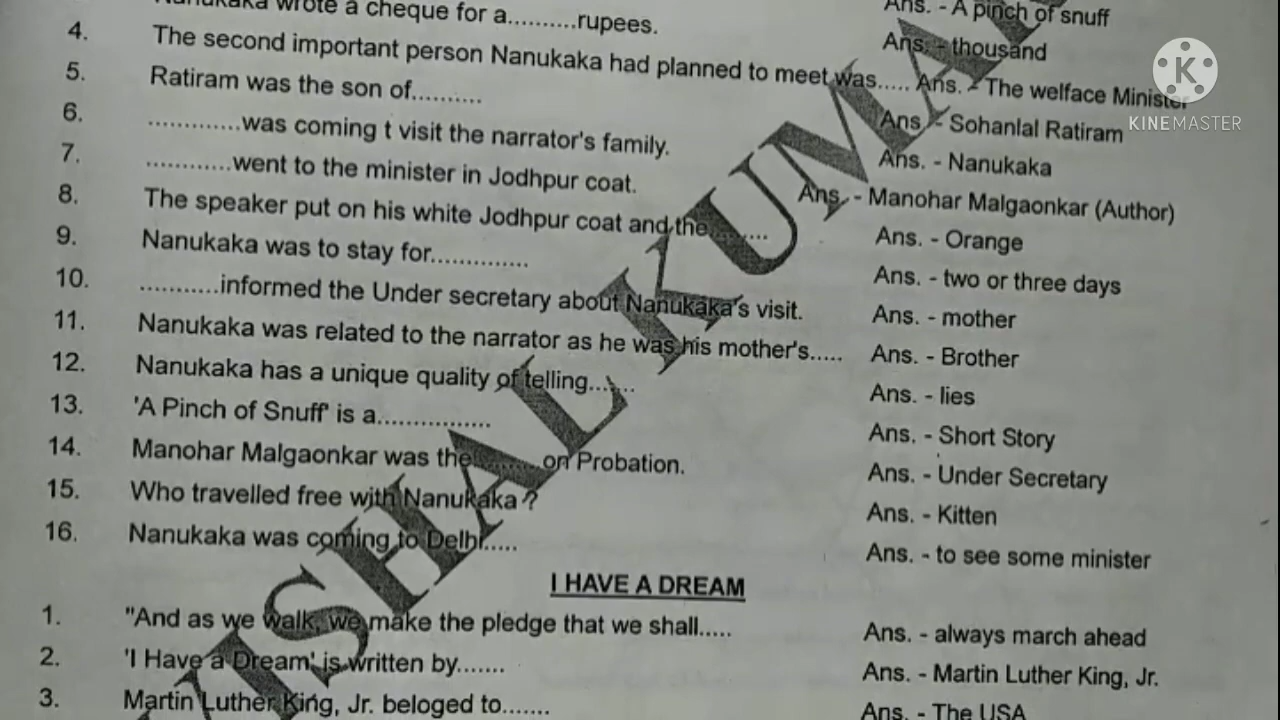 Ans. - A pinch of snuff
Nanukaka wrote a cheque for a..........rupees. Ans. - thousand
4. The second important person Nanukaka had planned to meet was..... Ans. - The welface Minister
5. Ratiram was the son of.......... Ans. - Sohanlal Ratiram
6. .............was coming t visit the narrator's family. Ans. - Nanukaka
7. ............went to the minister in Jodhpur coat. Ans. - Manohar Malgaonkar (Author)
8. The speaker put on his white Jodhpur coat and the......... Ans. - Orange
9. Nanukaka was to stay for.............. Ans. - two or three days
10. ...........informed the Under secretary about Nanukaka's visit. Ans. - mother
11. Nanukaka was related to the narrator as he was his mother's..... Ans. - Brother
12. Nanukaka has a unique quality of telling....... Ans. - lies
13. 'A Pinch of Snuff' is a................ Ans. - Short Story
14. Manohar Malgaonkar was the......... on Probation. Ans. - Under Secretary
15. Who travelled free with Nanukaka ? Ans. - Kitten
16. Nanukaka was coming to Delhi..... Ans. - to see some minister
I HAVE A DREAM
1. "And as we walk, we make the pledge that we shall..... Ans. - always march ahead
2. 'I Have a Dream' is written by....... Ans. - Martin Luther King, Jr.
3. Martin Luther King, Jr. beloged to....... Ans. - The USA
VISHAL KUMAR
K
KINEMASTER